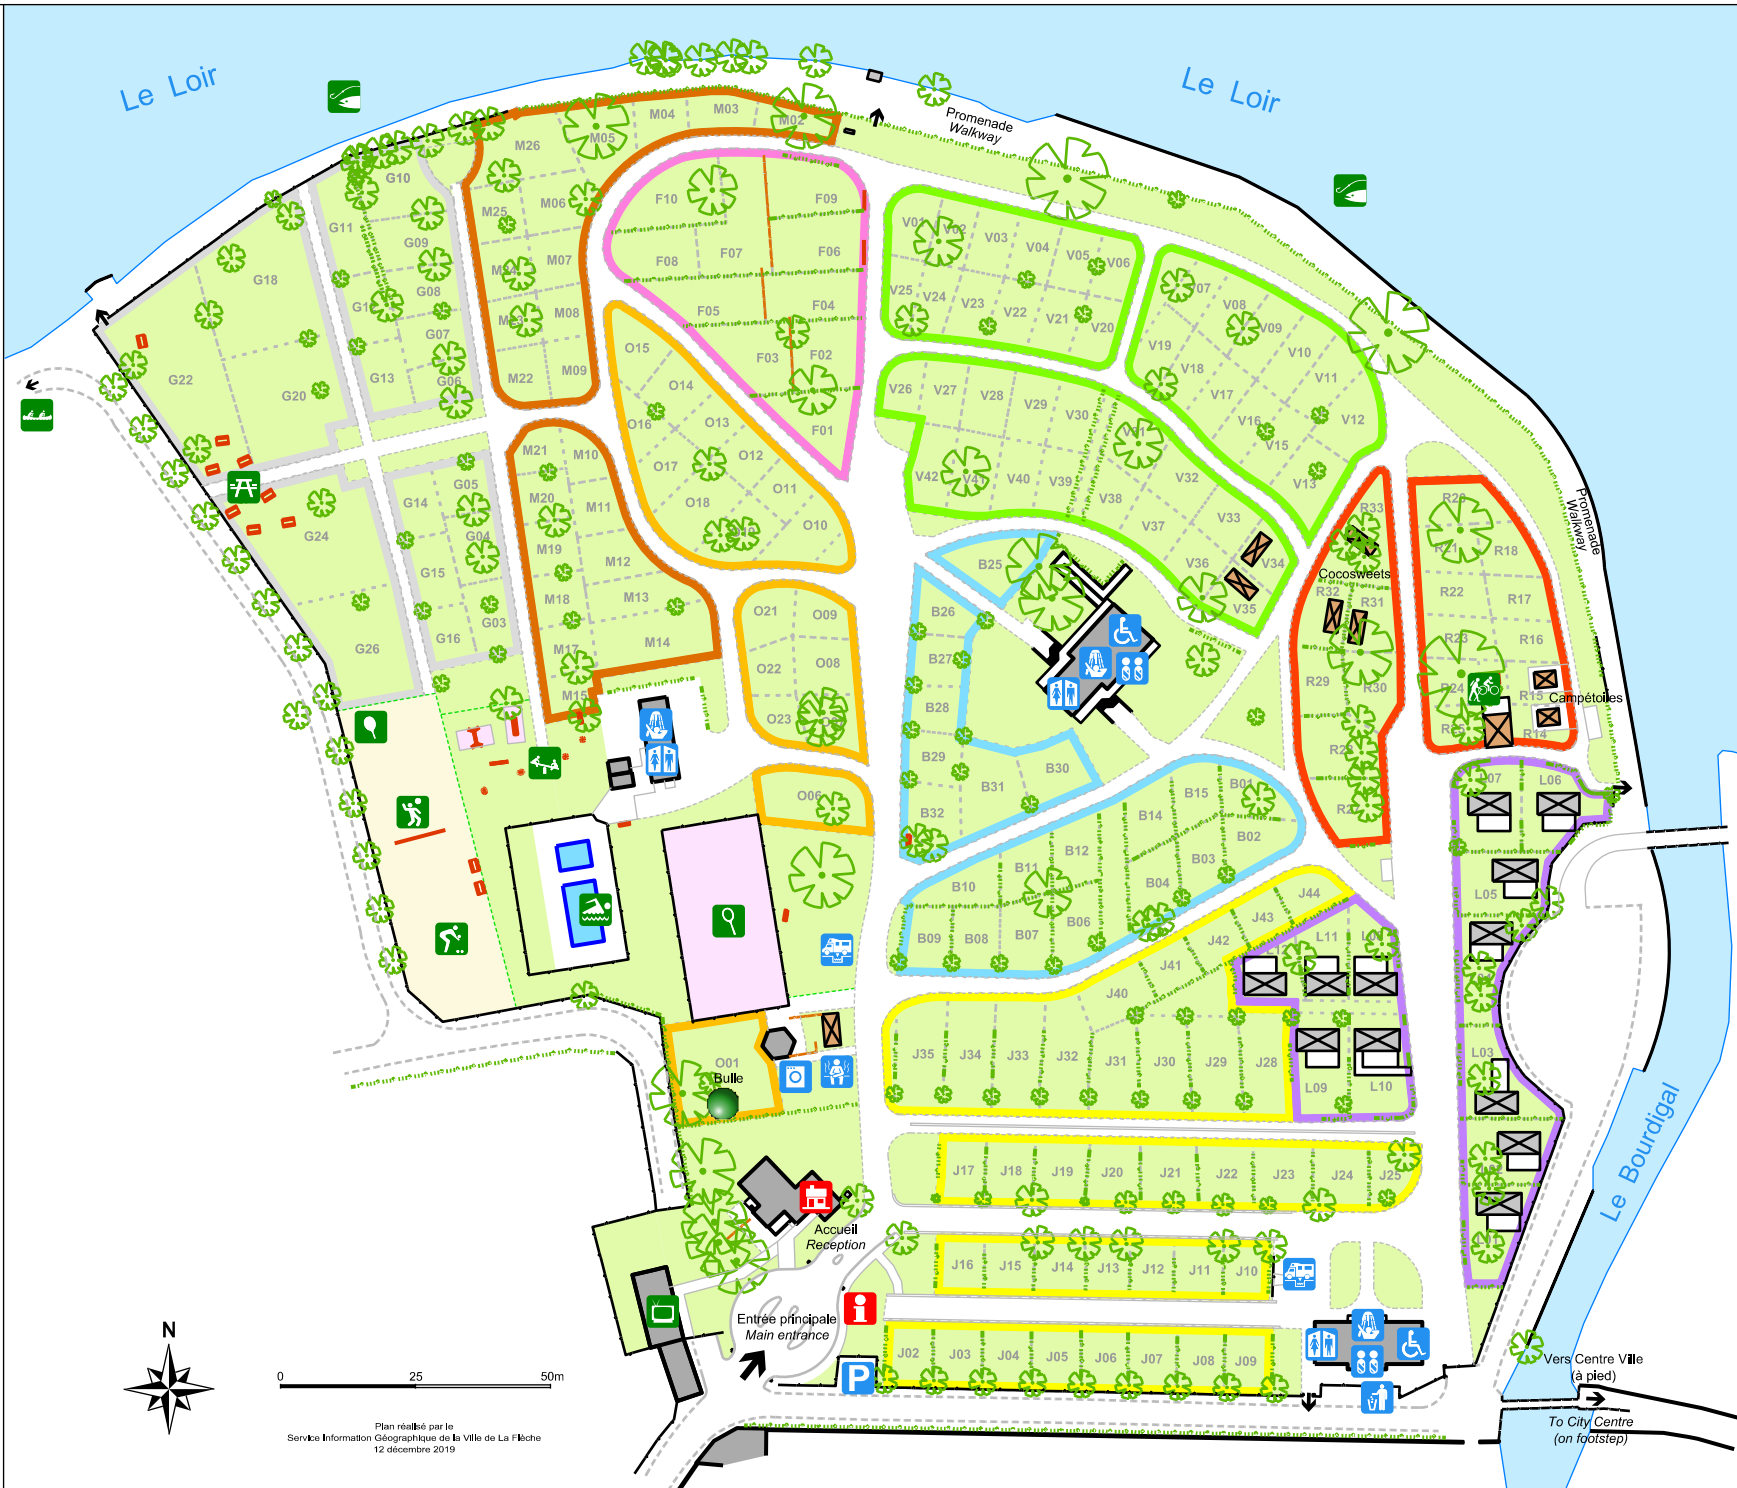 Le Loir
Le Loir
Promenade
Walkway
M26
M05
M04
M03
M02
M25
M06
M24
M07
M23
M08
M22
M09
M21
M10
M20
M11
M19
M12
M18
M13
M17
M14
M15
G10
G11
G09
G08
G07
G13
G06
G18
G22
G20
G14
G05
G04
G15
G03
G16
G24
G26
F10
F09
F08
F07
F06
F05
F04
F03
F02
F01
O15
O14
O16
O13
O12
O17
O11
O18
O10
O21
O09
O22
O08
O23
O06
O01
Bulle
V01
V02
V03
V04
V05
V06
V25
V24
V23
V22
V21
V20
V07
V08
V09
V10
V11
V12
V19
V18
V17
V16
V15
V13
V26
V27
V28
V29
V30
V31
V32
V33
V34
V42
V41
V40
V39
V38
V37
V36
V35
R33
Cocosweets
R32
R31
R29
R30
R28
R20
R21
R18
R22
R17
R23
R16
R24
R15
Campétoiles
R25
R14
Promenade
Walkway
B25
B26
B27
B28
B29
B30
B31
B32
B01
B15
B14
B02
B12
B03
B11
B04
B10
B06
B09
B08
B07
J44
J43
J42
J41
J40
J35
J34
J33
J32
J31
J30
J29
J28
L11
L09
L10
L07
L06
L05
L03
J17
J18
J19
J20
J21
J22
J23
J24
J25
J16
J15
J14
J13
J12
J11
J10
J02
J03
J04
J05
J06
J07
J08
J09
Accueil
Reception
Entrée principale
Main entrance
P
Le Bourdigal
Vers Centre Ville
(à pied)
To City Centre
(on footstep)
N
0 25 50m
Plan réalisé par le
Service Information Géographique de la Ville de La Flèche
12 décembre 2019